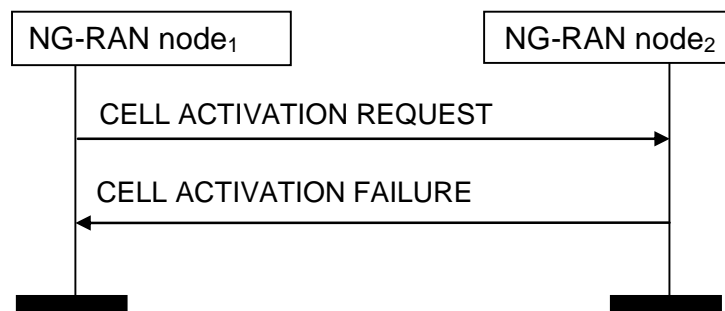 NG-RAN node₁
NG-RAN node₂
CELL ACTIVATION REQUEST
CELL ACTIVATION FAILURE